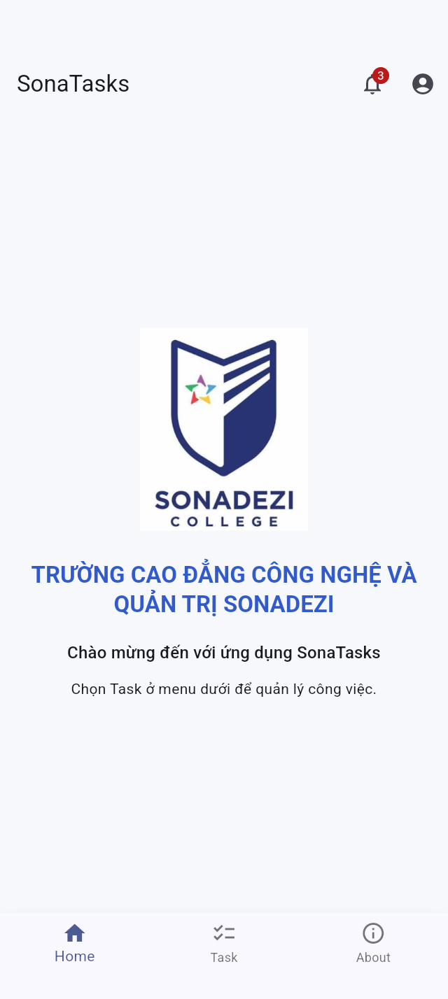 SonaTasks
3
SONADEZI
COLLEGE
TRƯỜNG CAO ĐẲNG CÔNG NGHỆ VÀ
QUẢN TRỊ SONADEZI
Chào mừng đến với ứng dụng SonaTasks
Chọn Task ở menu dưới để quản lý công việc.
Home
Task
About